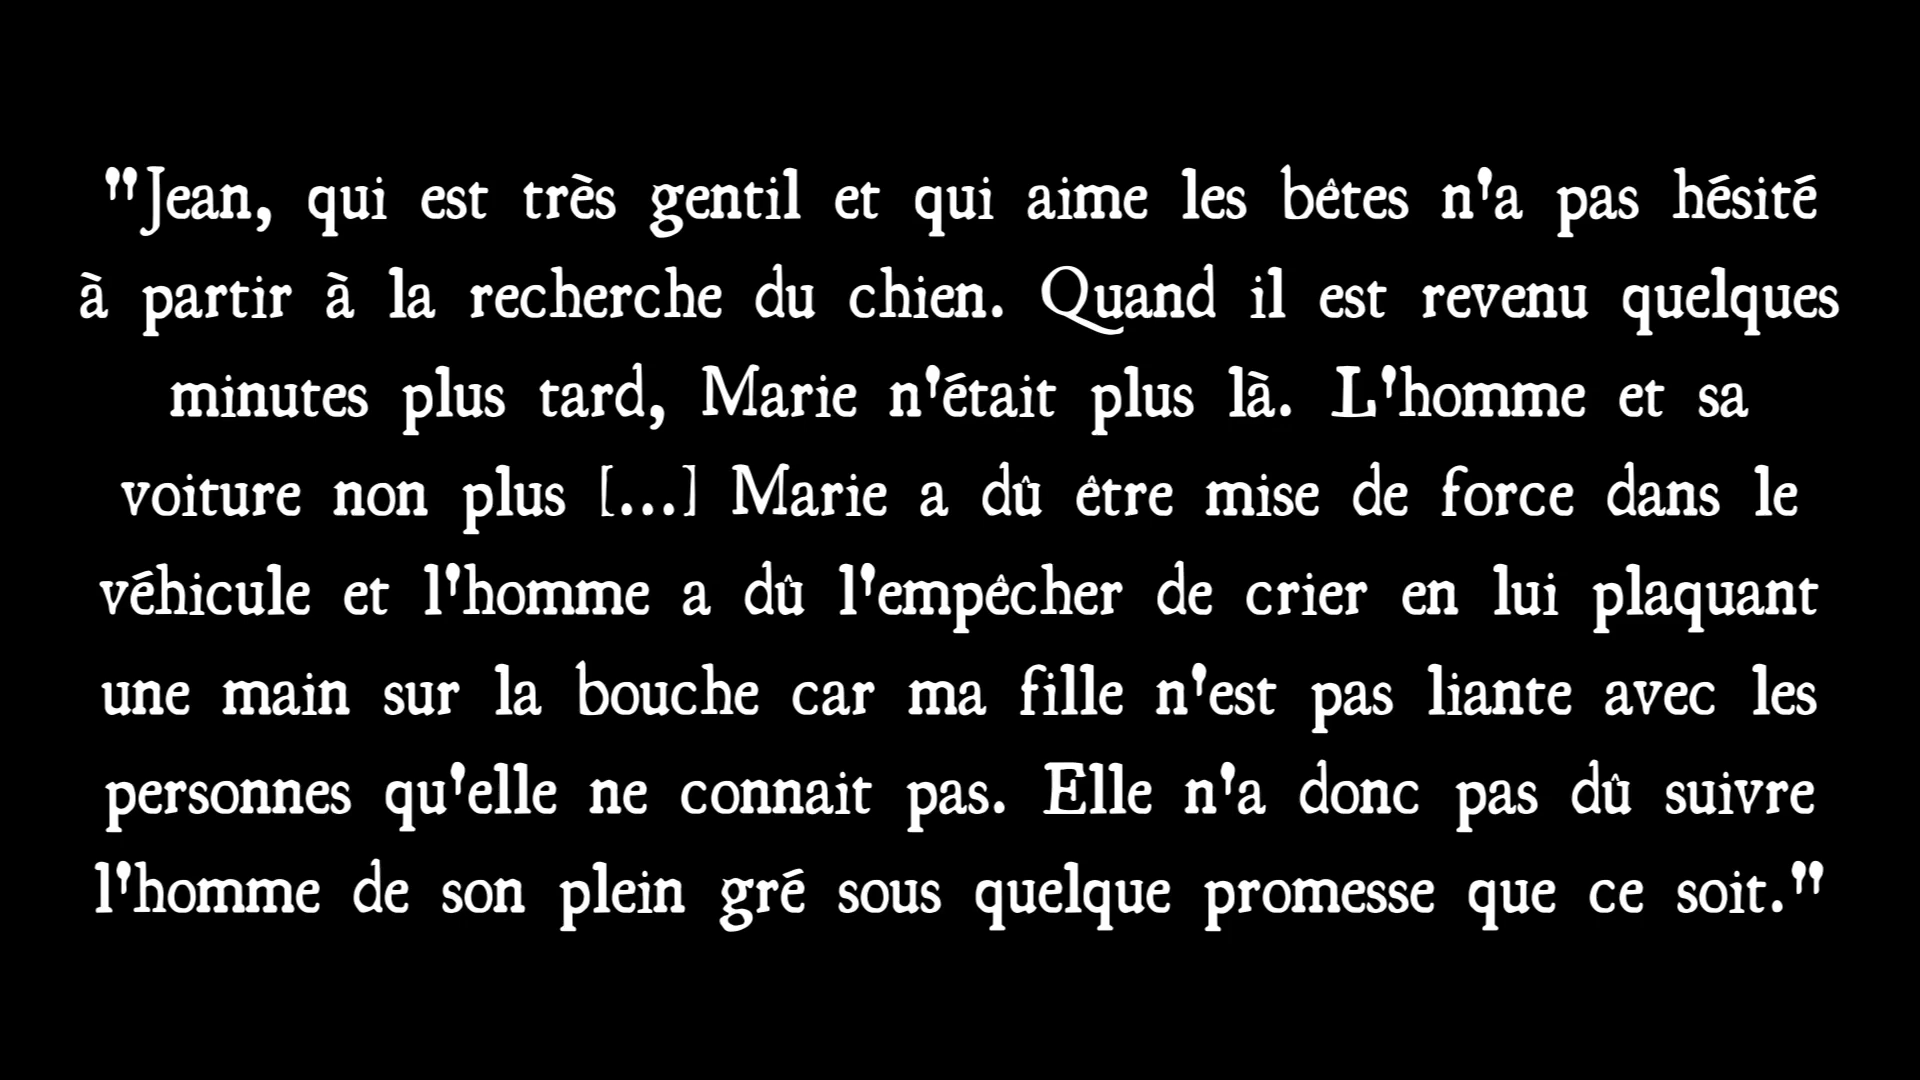 "Jean, qui est très gentil et qui aime les bêtes n'a pas hésité
à partir à la recherche du chien. Quand il est revenu quelques
minutes plus tard, Marie n'était plus là. L'homme et sa
voiture non plus [...] Marie a dû être mise de force dans le
véhicule et l'homme a dû l'empêcher de crier en lui plaquant
une main sur la bouche car ma fille n'est pas liante avec les
personnes qu'elle ne connait pas. Elle n'a donc pas dû suivre
l'homme de son plein gré sous quelque promesse que ce soit."